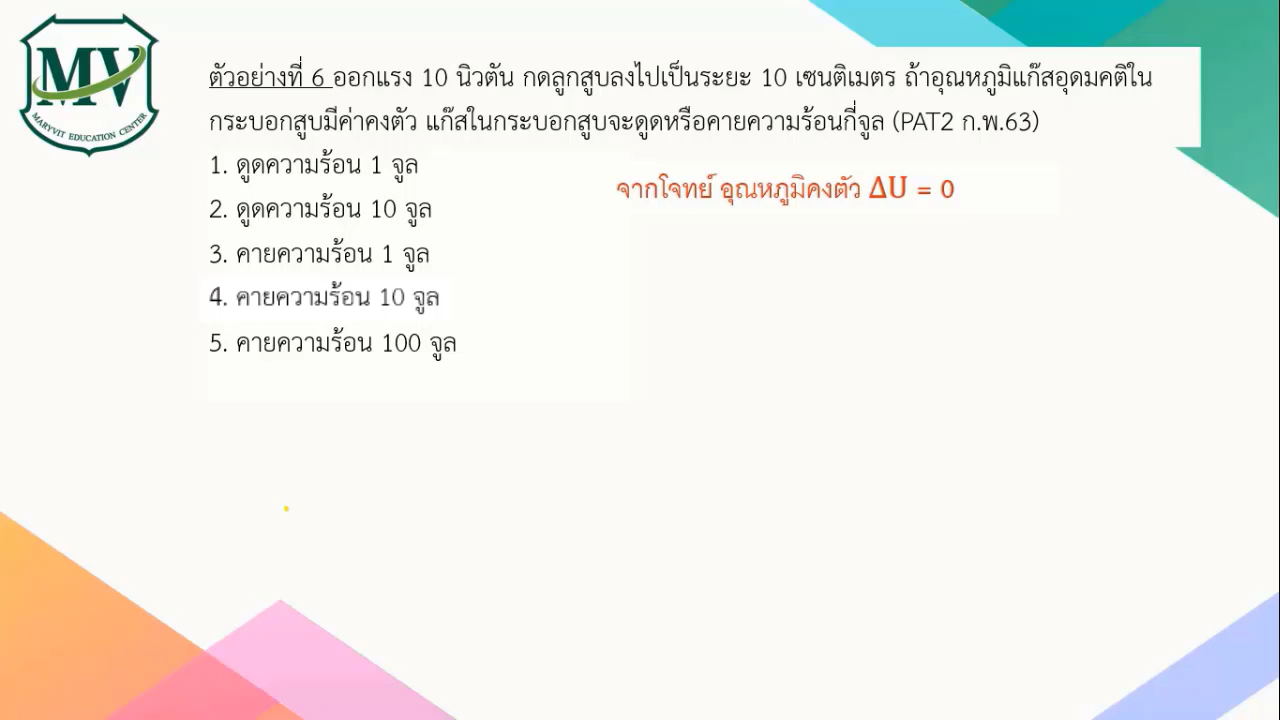 MV
MARYVIT EDUCATION CENTER
ตัวอย่างที่ 6 ออกแรง 10 นิวตัน กดลูกสูบลงไปเป็นระยะ 10 เซนติเมตร ถ้าอุณหภูมิแก๊สอุดมคติใน
กระบอกสูบมีค่าคงตัว แก๊สในกระบอกสูบจะดูดหรือคายความร้อนกี่จูล (PAT2 ก.พ.63)
1. ดูดความร้อน 1 จูล
จากโจทย์ อุณหภูมิคงตัว ΔU = 0
2. ดูดความร้อน 10 จูล
3. คายความร้อน 1 จูล
4. คายความร้อน 10 จูล
5. คายความร้อน 100 จูล